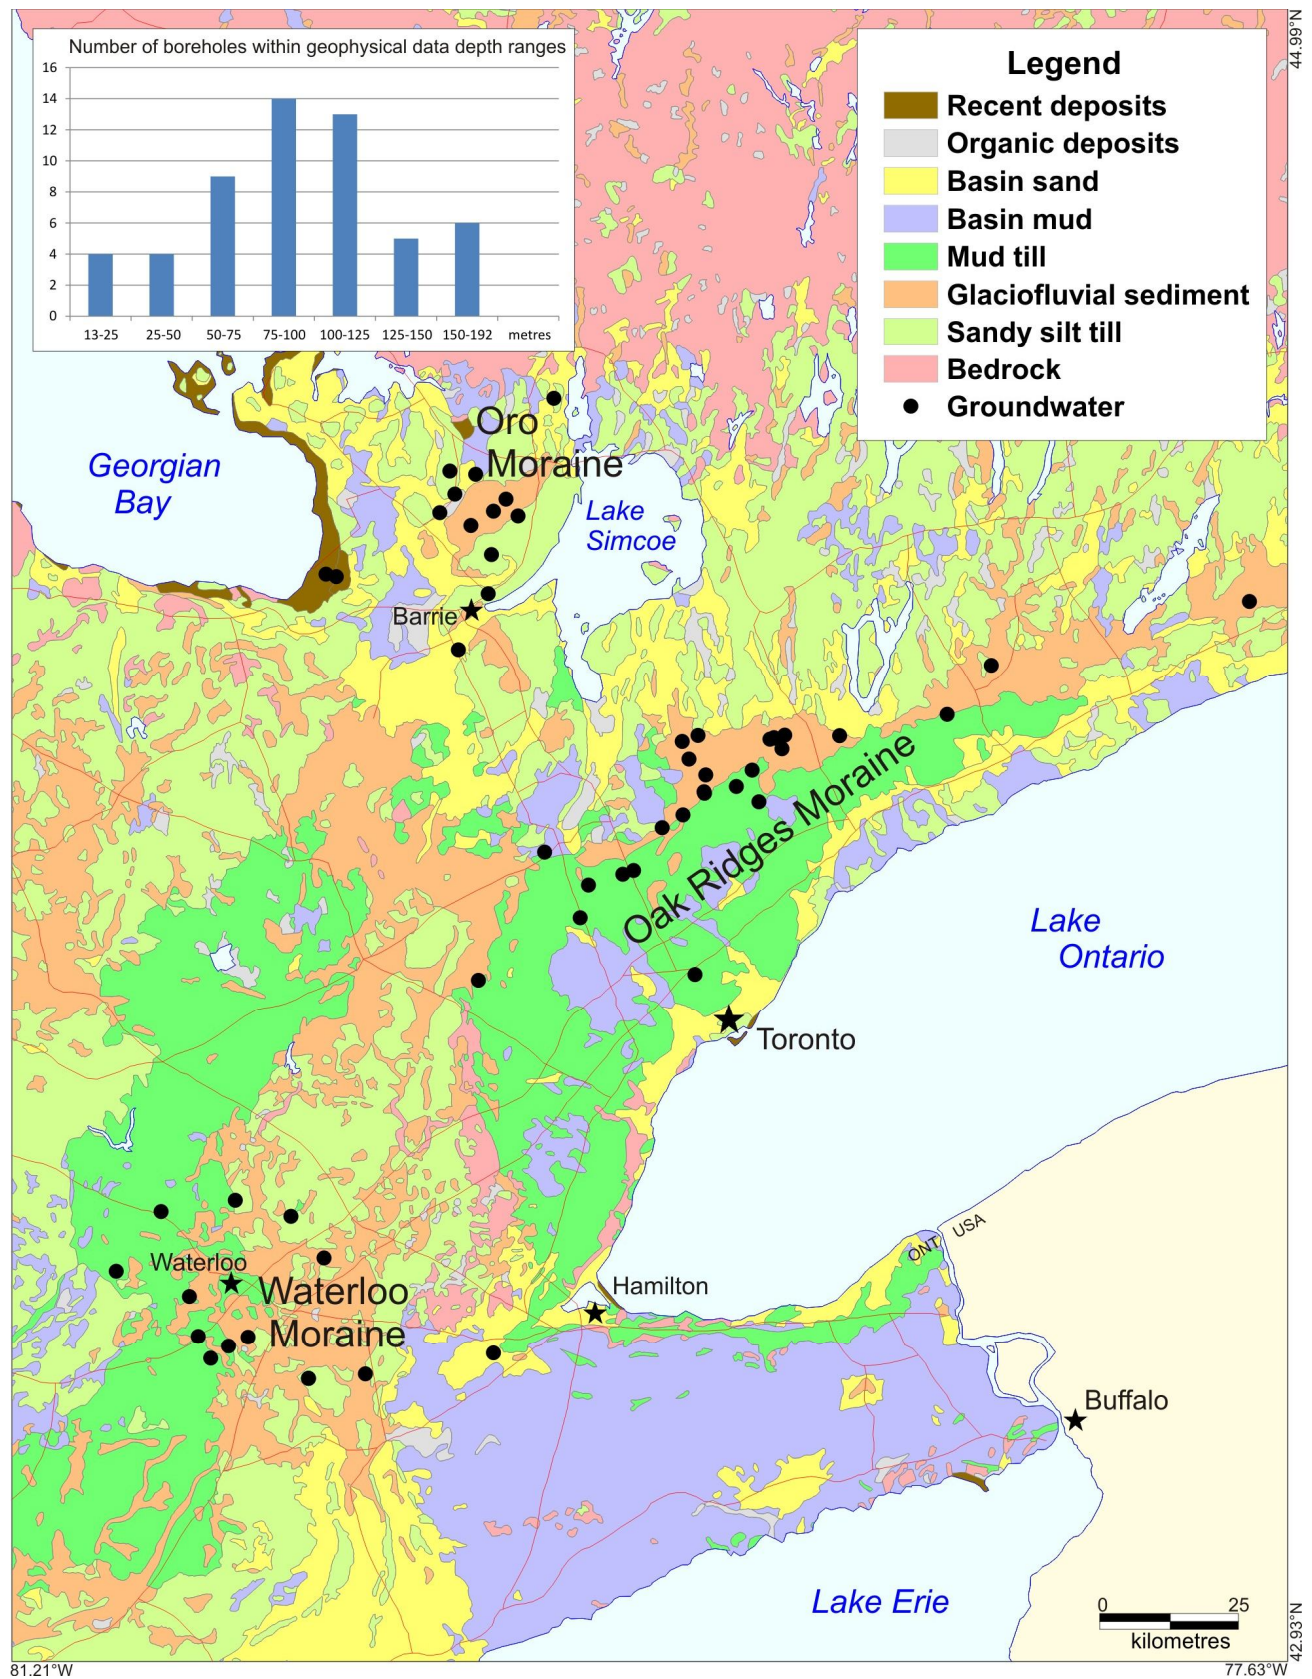 Number of boreholes within geophysical data depth ranges
16
14
12
10
8
6
4
2
0
13-25 25-50 50-75 75-100 100-125 125-150 150-192 metres
Legend
Recent deposits
Organic deposits
Basin sand
Basin mud
Mud till
Glaciofluvial sediment
Sandy silt till
Bedrock
Groundwater
44.99°N
Oro
Moraine
Georgian
Bay
Lake
Simcoe
Barrie
Oak Ridges Moraine
Lake
Ontario
Toronto
Waterloo
Waterloo
Moraine
Hamilton
ONT
USA
Buffalo
Lake Erie
0 25
kilometres
42.93°N
81.21°W
77.63°W